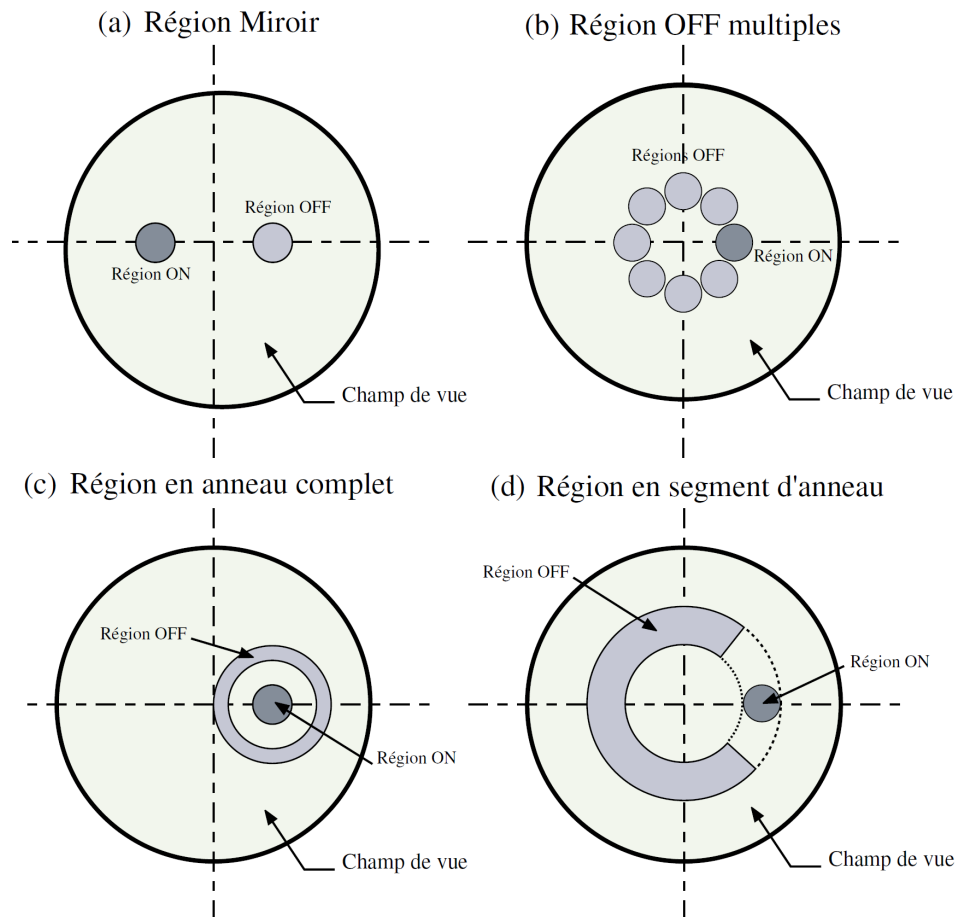 (a) Région Miroir
Région OFF
Région ON
Champ de vue
(b) Région OFF multiples
Régions OFF
Région ON
Champ de vue
(c) Région en anneau complet
Région OFF
Région ON
Champ de vue
(d) Région en segment d'anneau
Région OFF
Région ON
Champ de vue